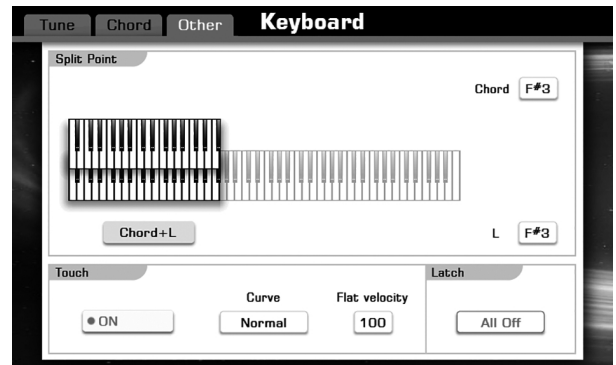 Tune Chord Other Keyboard
Split Point
Chord F#3
Chord+L
L F#3
Touch
Latch
Curve Flat velocity
ON Normal 100
All Off